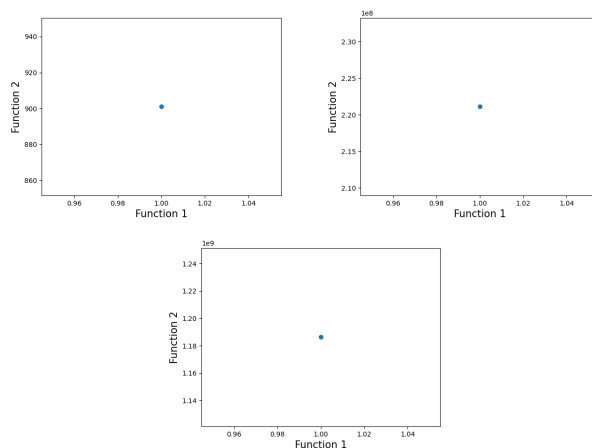 940
920
900
880
860
Function 2
0.96 0.98 1.00 1.02 1.04
Function 1
1e8
2.30
2.25
2.20
2.15
2.10
Function 2
0.96 0.98 1.00 1.02 1.04
Function 1
1e9
1.24
1.22
1.20
1.18
1.16
1.14
Function 2
0.96 0.98 1.00 1.02 1.04
Function 1